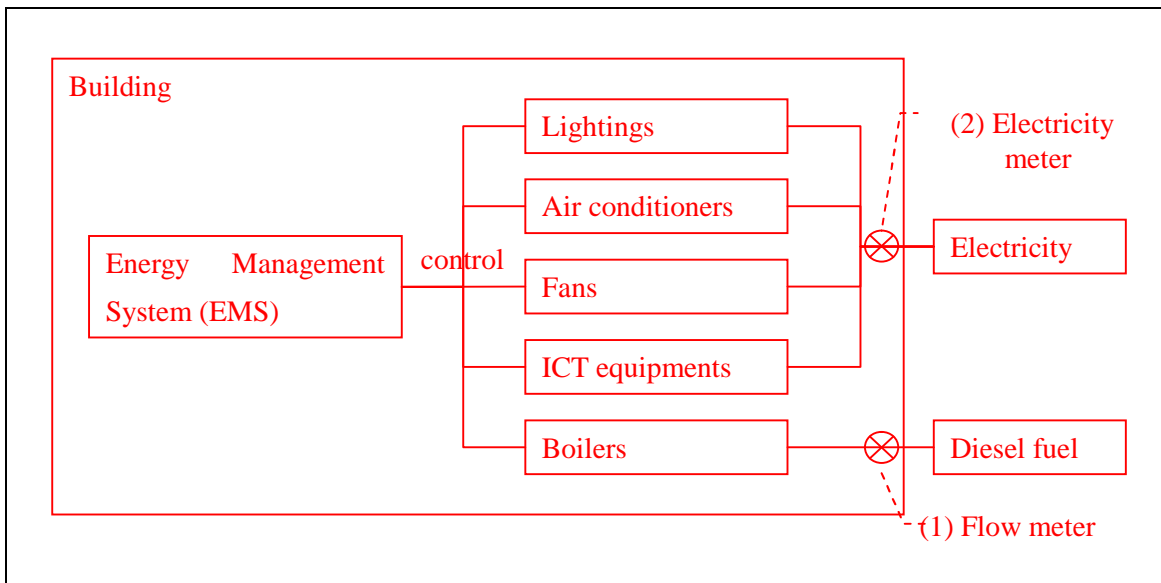 Building
Lightings
(2) Electricity
meter
Air conditioners
Energy Management
System (EMS)
control
Electricity
Fans
ICT equipments
Boilers
Diesel fuel
(1) Flow meter